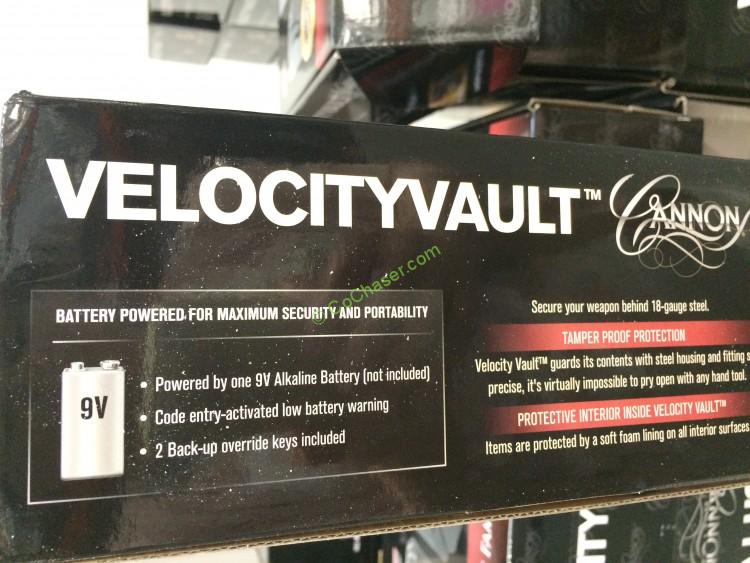 VELOCITYVAULT™
CANNON
© CoChaser.com
BATTERY POWERED FOR MAXIMUM SECURITY AND PORTABILITY
9V
• Powered by one 9V Alkaline Battery (not included)
• Code entry-activated low battery warning
• 2 Back-up override keys included
Secure your weapon behind 18-gauge steel.
TAMPER PROOF PROTECTION
Velocity Vault™ guards its contents with steel housing and fitting
precise, it's virtually impossible to pry open with any hand tool.
PROTECTIVE INTERIOR INSIDE VELOCITY VAULT™
Items are protected by a soft foam lining on all interior surfaces.
CANNON